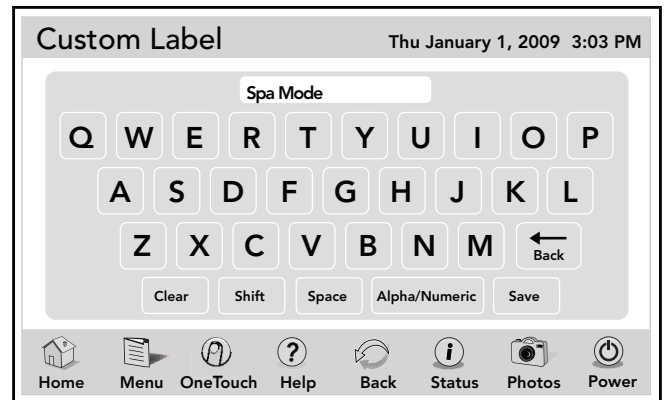 Custom Label Thu January 1, 2009 3:03 PM
Spa Mode
Q W E R T Y U I O P
A S D F G H J K L
Z X C V B N M Back
Clear Shift Space Alpha/Numeric Save
Home Menu OneTouch Help Back Status Photos Power